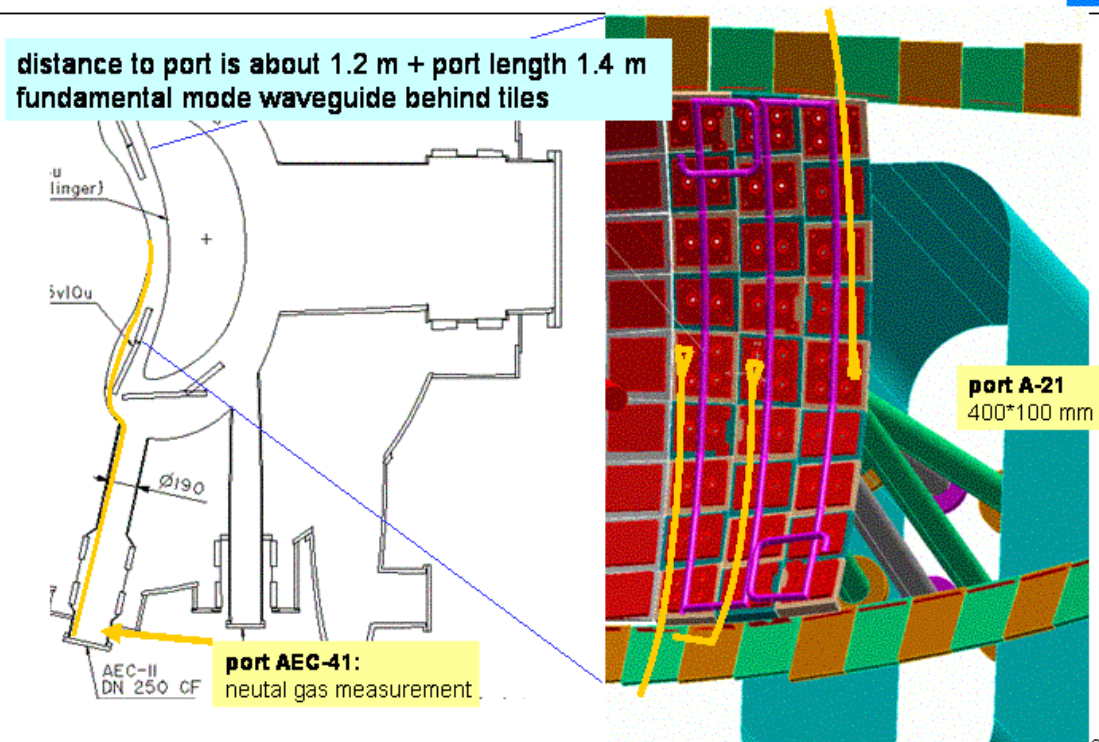 distance to port is about 1.2 m + port length 1.4 m
fundamental mode waveguide behind tiles
linger)
5v10u
Ø190
port A-21
400*100 mm
port AEC-41:
neutal gas measurement
AEC-II
DN 250 CF